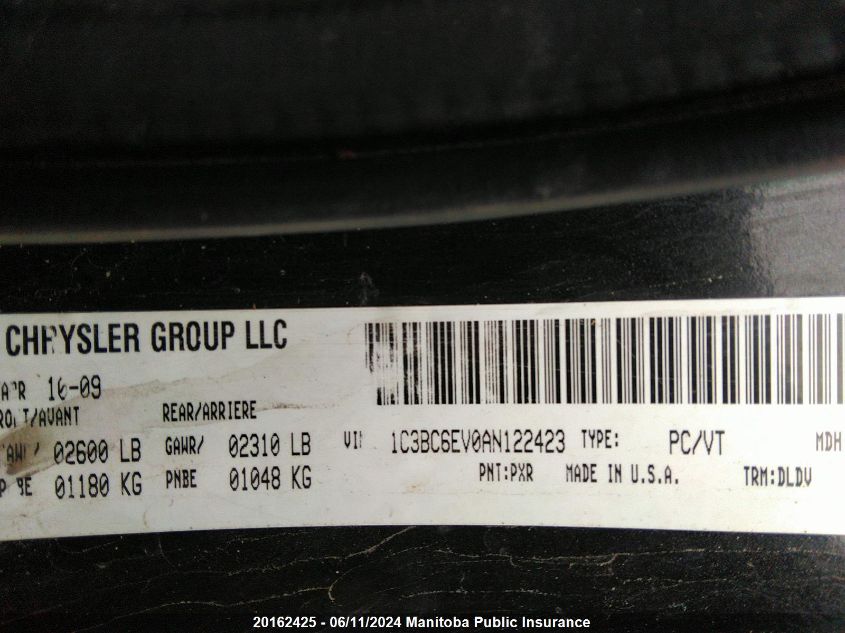 CHRYSLER GROUP LLC
10-09
REAR/ARRIERE
02600 LB GAWR/ 02310 LB
01180 KG PNBE 01048 KG
1C3BC6EV0AN122423 TYPE: PC/VT MDH
PNT:PXR MADE IN U.S.A. TRM:DLDV
20162425 - 06/11/2024 Manitoba Public Insurance